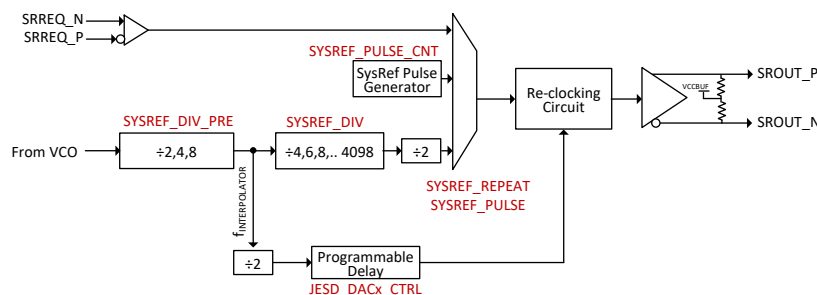 SRREQ_N
SRREQ_P
SYSREF_PULSE_CNT
SysRef Pulse
Generator
Re-clocking
Circuit
VCCBUF
SROUT_P
SROUT_N
SYSREF_DIV_PRE
SYSREF_DIV
From VCO
÷2,4,8
÷4,6,8,.. 4098
÷2
SYSREF_REPEAT
SYSREF_PULSE
fINTERPOLATOR
÷2
Programmable
Delay
JESD_DACx_CTRL